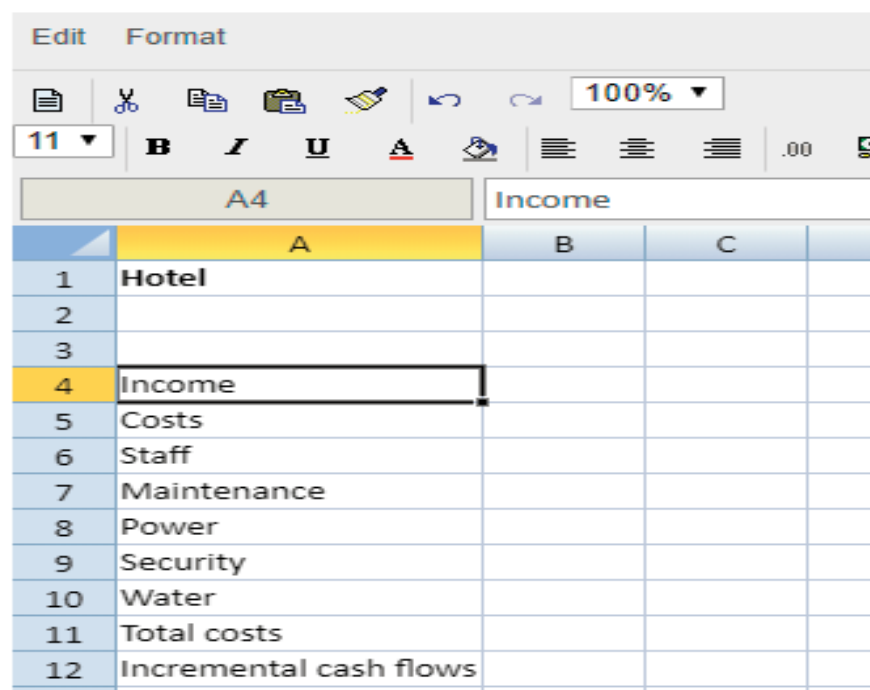 Edit Format
100% ▼
11 ▼ B I U A .00
A4 Income
A B C
1 Hotel
2
3
4 Income
5 Costs
6 Staff
7 Maintenance
8 Power
9 Security
10 Water
11 Total costs
12 Incremental cash flows